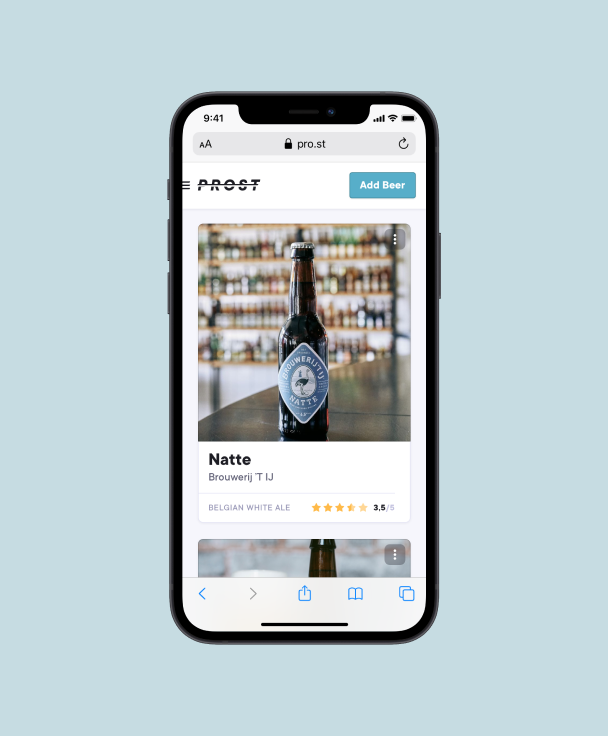 9:41
AA
pro.st
PROST
Add Beer
BROUWERIJ'TIJ
NATTE
Natte
Brouwerij 'T IJ
BELGIAN WHITE ALE
3,5/5